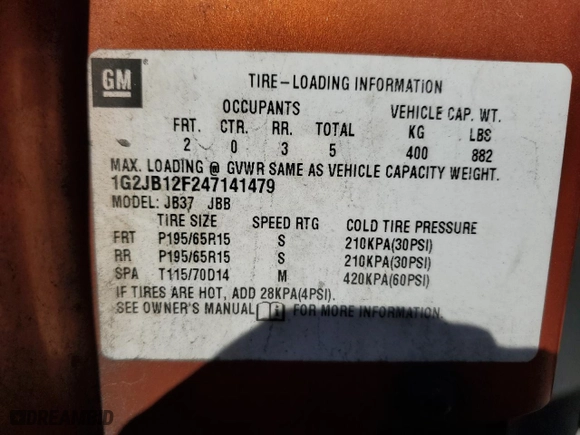 GM
TIRE-LOADING INFORMATION
OCCUPANTS VEHICLE CAP. WT.
FRT. CTR. RR. TOTAL KG LBS
2 0 3 5 400 882
MAX. LOADING @ GVWR SAME AS VEHICLE CAPACITY WEIGHT.
1G2JB12F247141479
MODEL: JB37 JBB
TIRE SIZE SPEED RTG COLD TIRE PRESSURE
FRT P195/65R15 S 210KPA(30PSI)
RR P195/65R15 S 210KPA(30PSI)
SPA T115/70D14 M 420KPA(60PSI)
IF TIRES ARE HOT, ADD 28KPA(4PSI).
SEE OWNER'S MANUAL FOR MORE INFORMATION.
DREAMBID